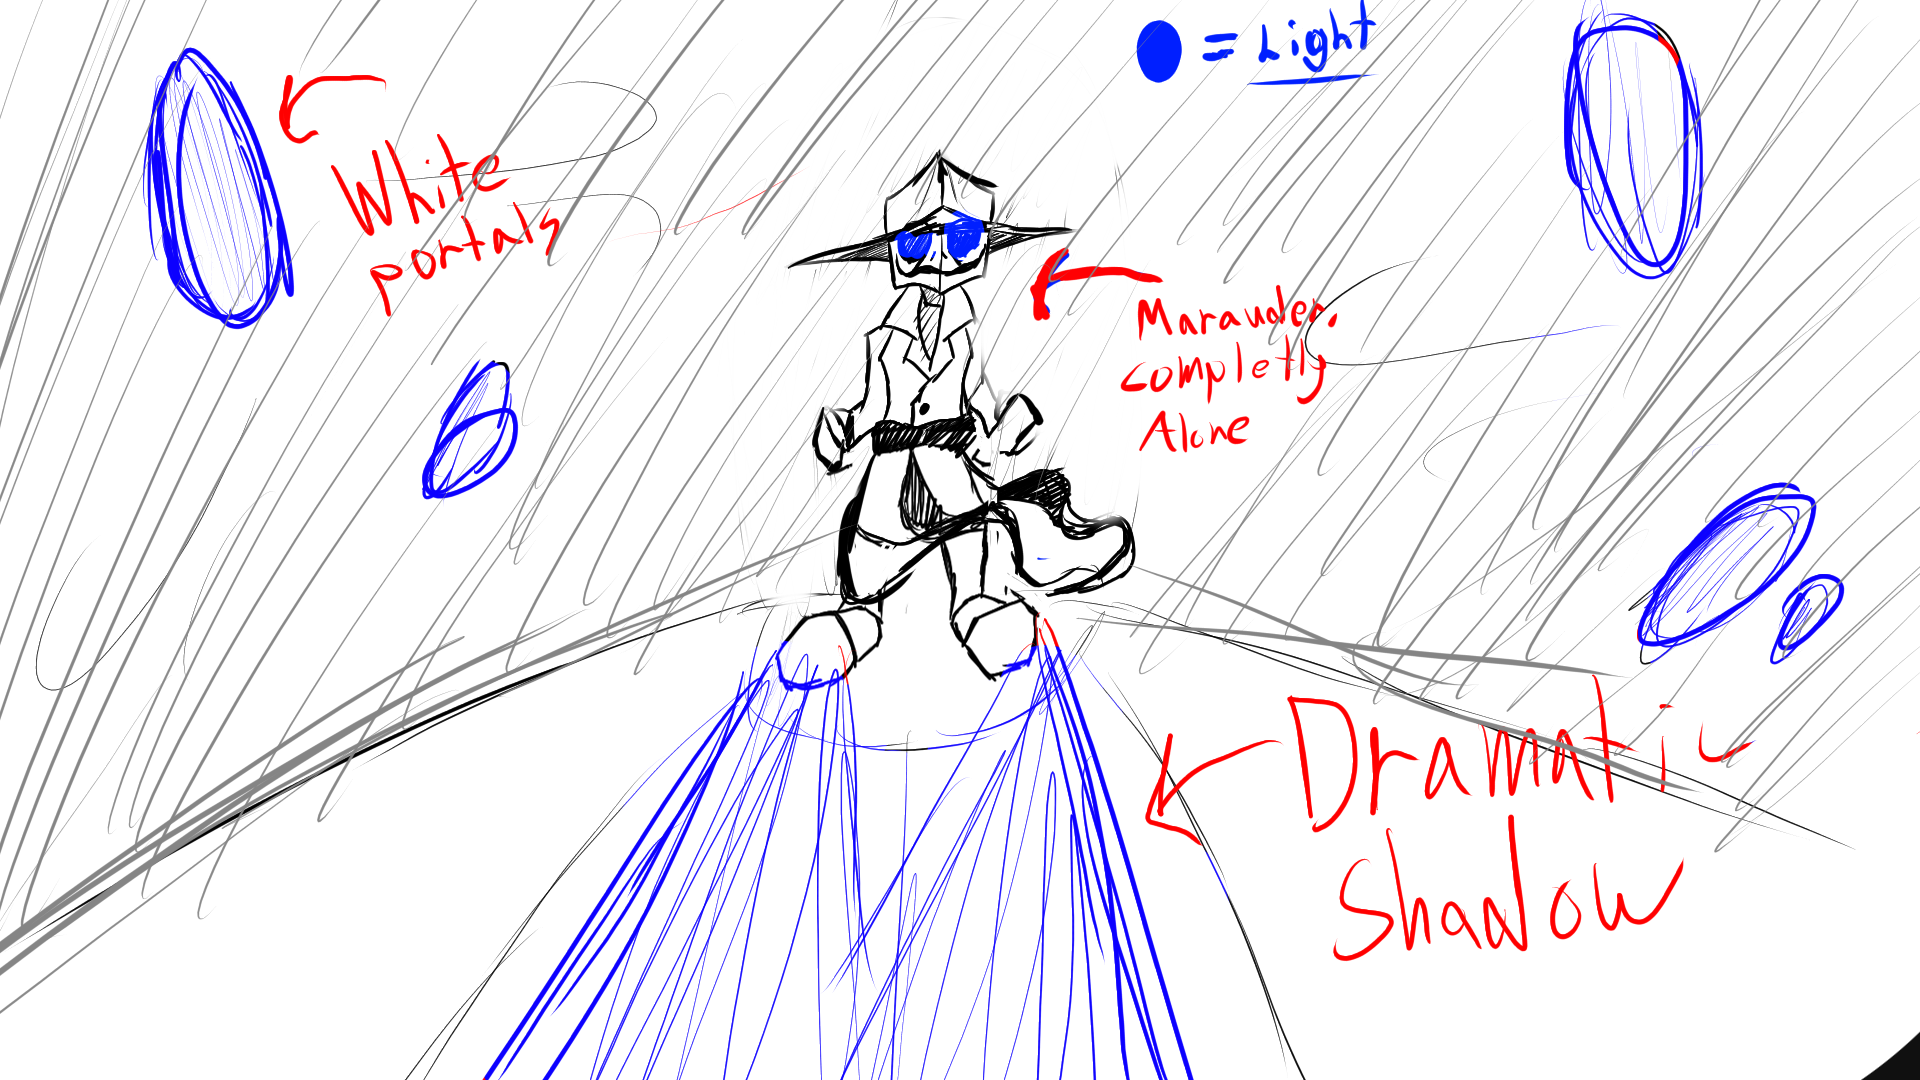 = Light
White
portals
Marauder.
completly
Alone
Dramatic
Shadow